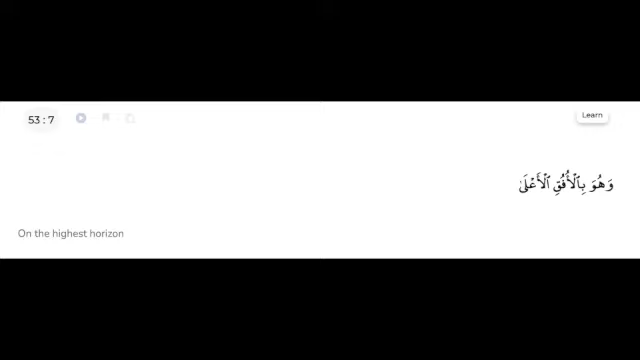 53 : 7
Learn
وَهُوَ بِٱلْأُفُقِ ٱلْأَعْلَىٰ
On the highest horizon